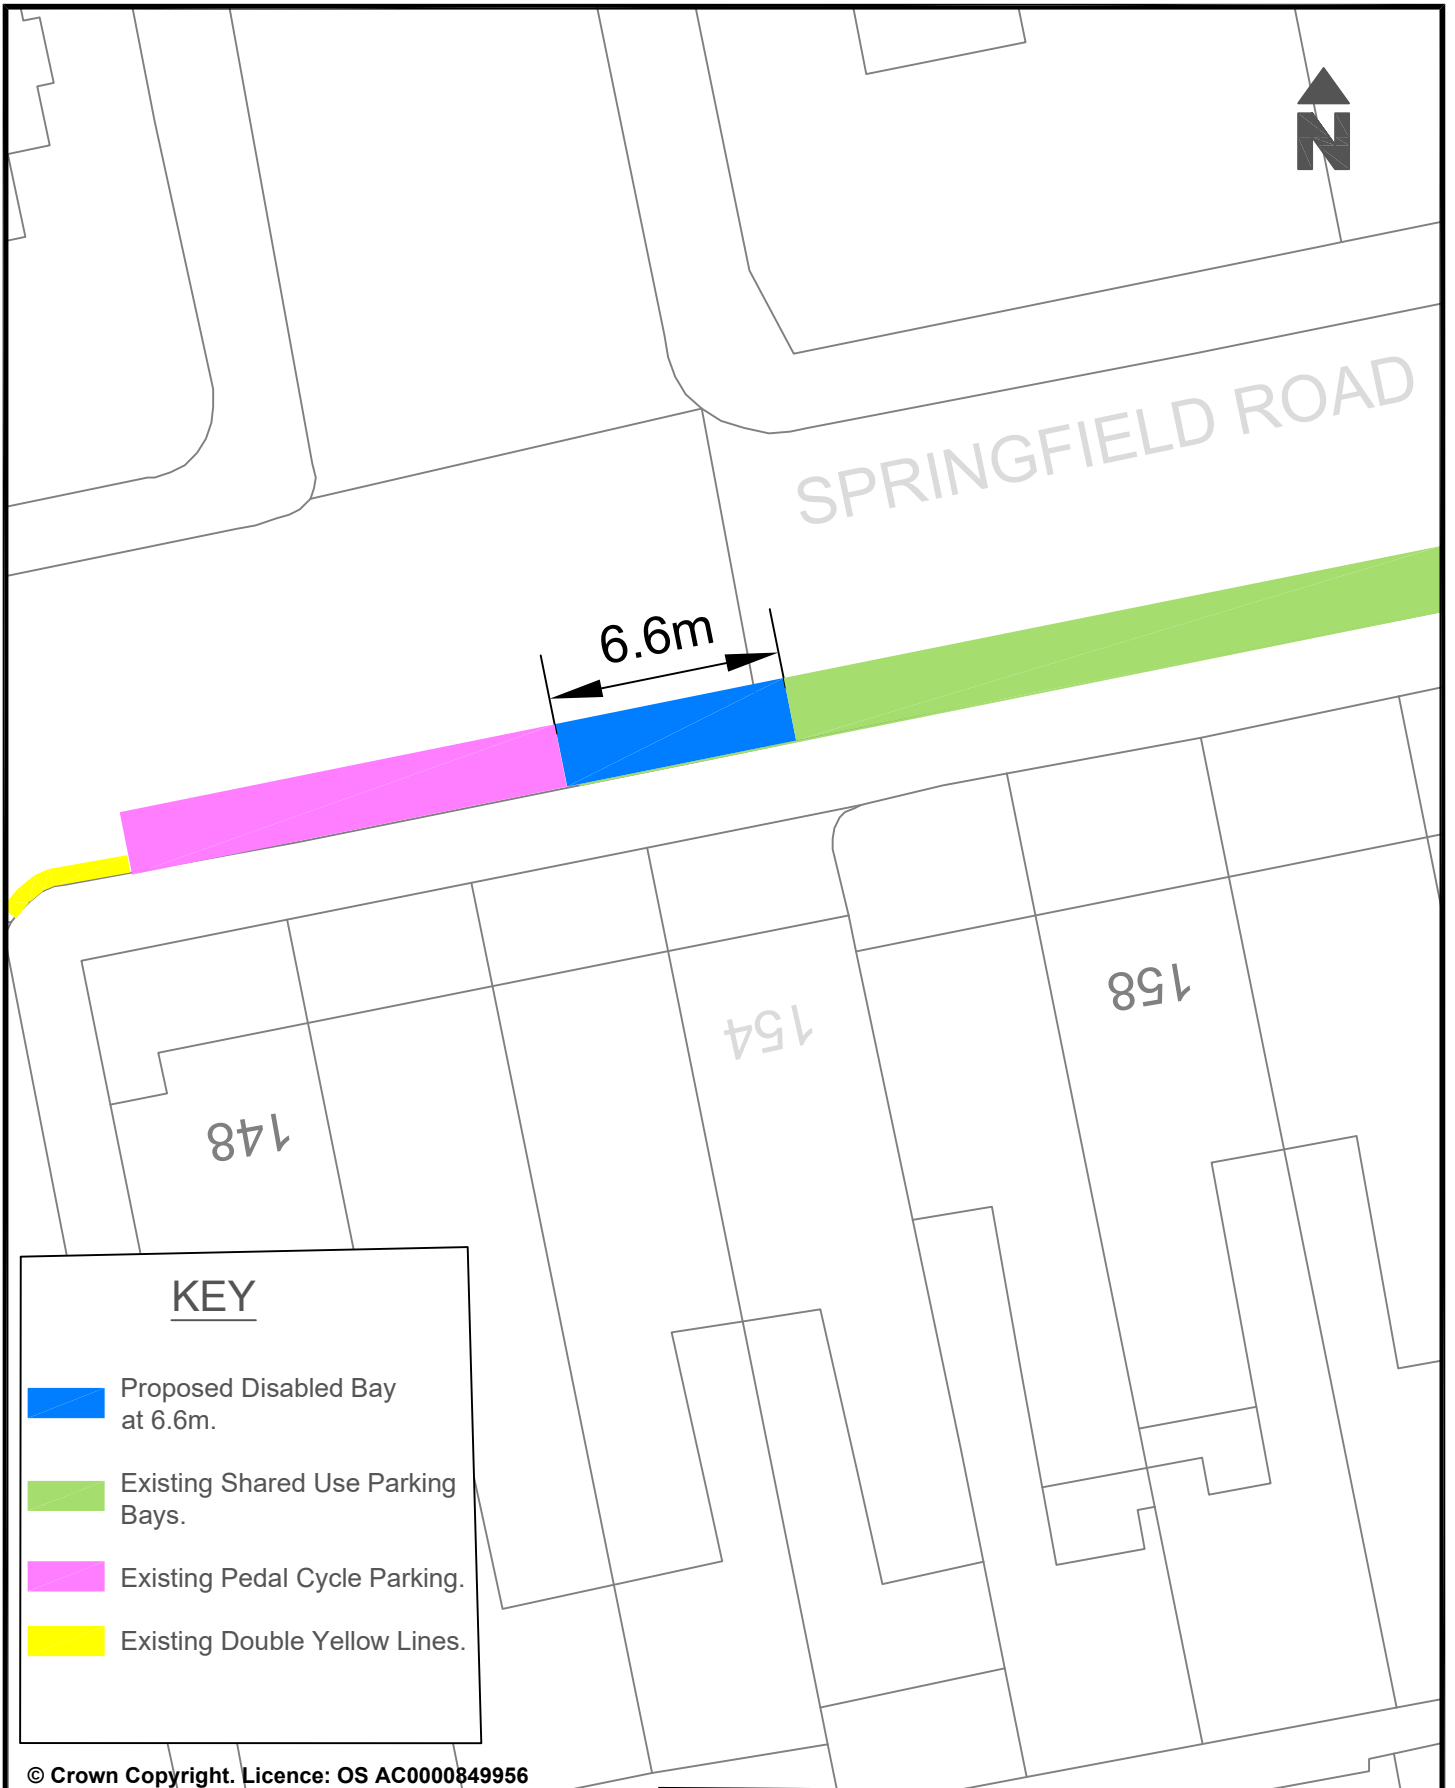 N
SPRINGFIELD ROAD
6.6m
158
154
148
KEY
Proposed Disabled Bay
at 6.6m.
Existing Shared Use Parking
Bays.
Existing Pedal Cycle Parking.
Existing Double Yellow Lines.
© Crown Copyright. Licence: OS AC0000849956